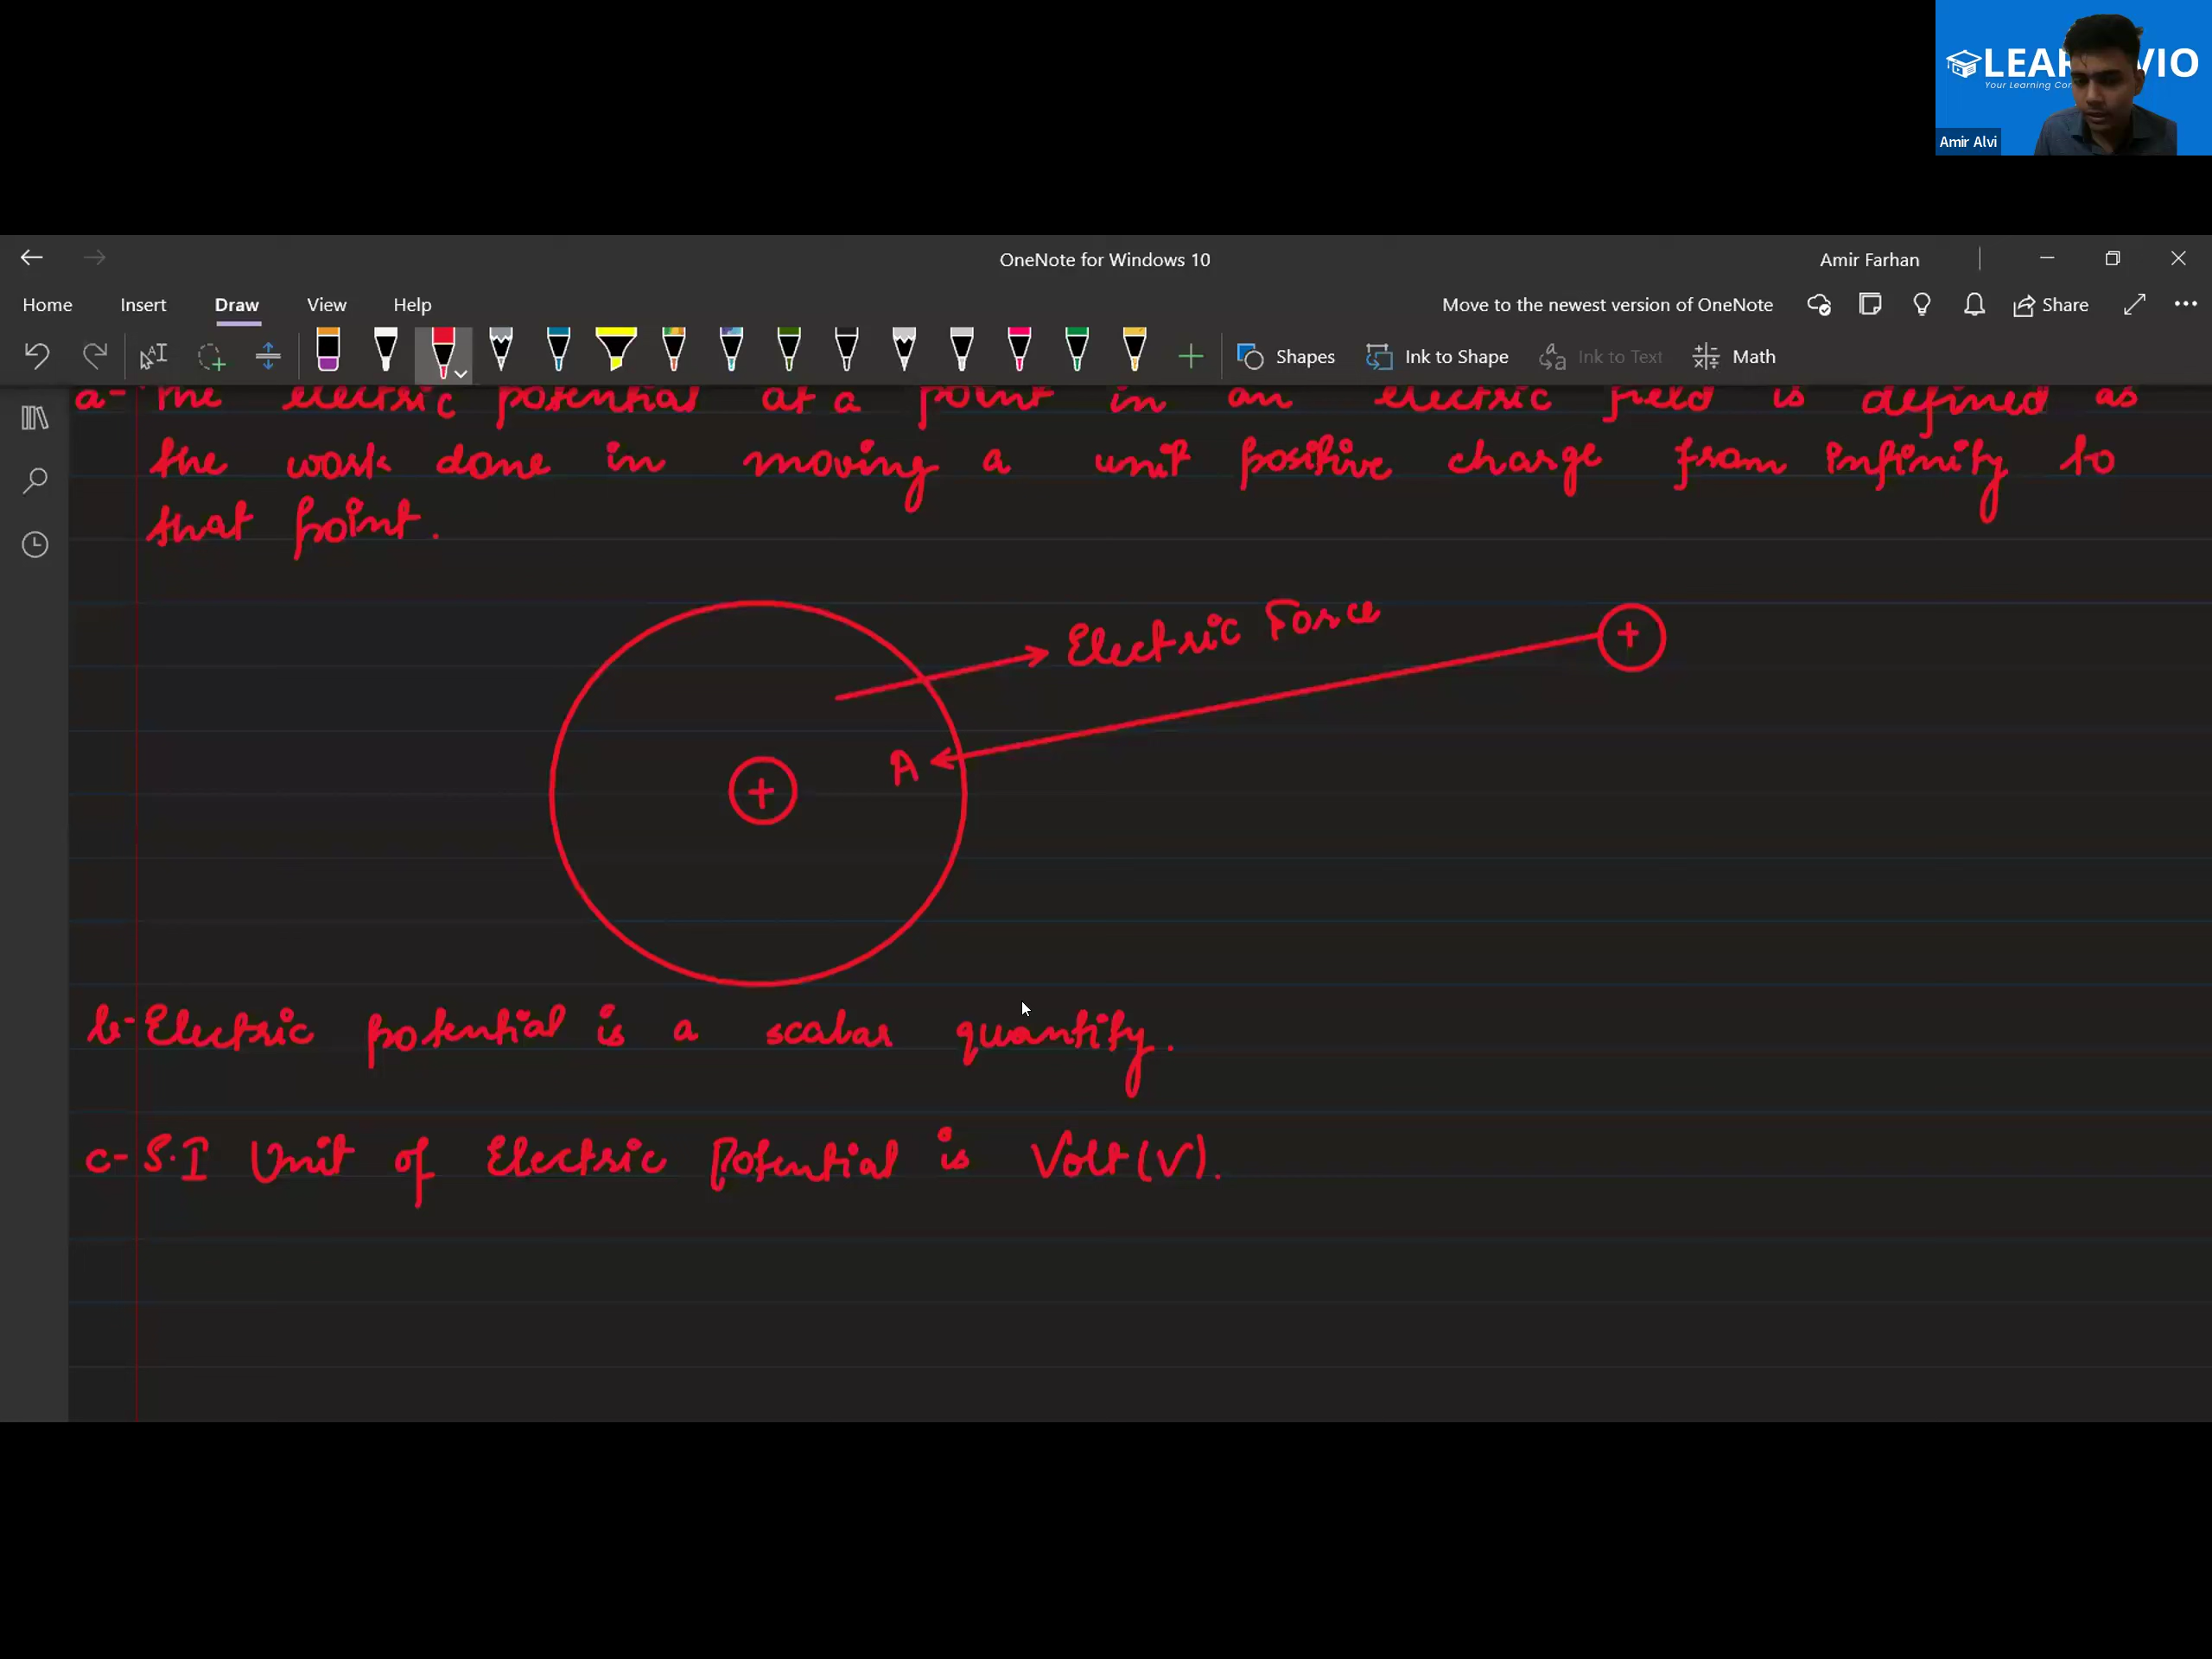 LEAR VIO
Your Learning Co
Amir Alvi
OneNote for Windows 10
Amir Farhan
Home Insert Draw View Help
Move to the newest version of OneNote
Share
Shapes
Ink to Shape
Ink to Text
Math
a- The electric potential at a point in an electric field is defined as
the work done in moving a unit positive charge from infinity to
that point.
Electric Force
+
A
+
b- Electric potential is a scalar quantity.
c- S.I Unit of Electric Potential is Volt (V).